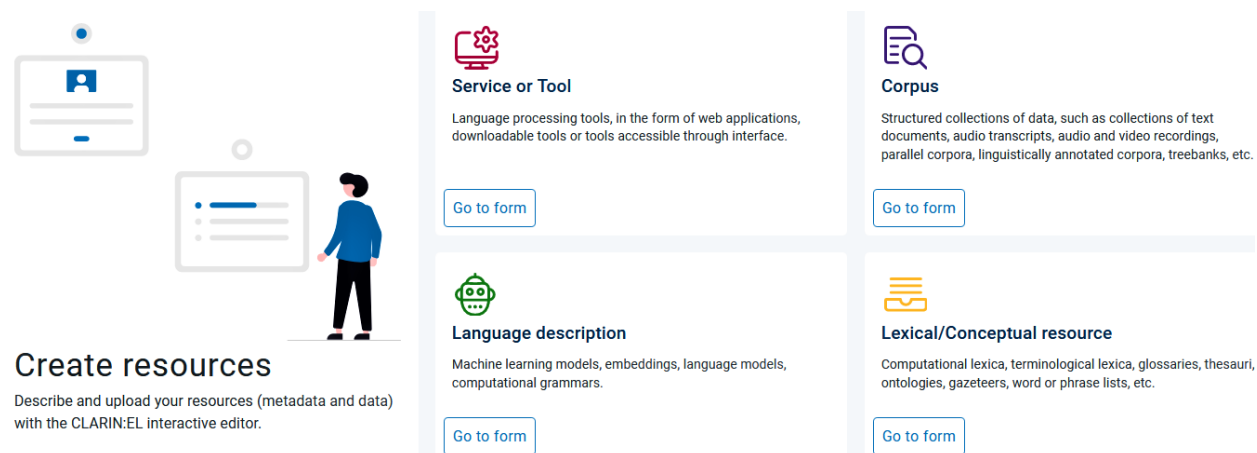 Create resources
Describe and upload your resources (metadata and data)
with the CLARIN:EL interactive editor.
Service or Tool
Language processing tools, in the form of web applications,
downloadable tools or tools accessible through interface.
Go to form
Corpus
Structured collections of data, such as collections of text
documents, audio transcripts, audio and video recordings,
parallel corpora, linguistically annotated corpora, treebanks, etc.
Go to form
Language description
Machine learning models, embeddings, language models,
computational grammars.
Go to form
Lexical/Conceptual resource
Computational lexica, terminological lexica, glossaries, thesauri,
ontologies, gazeteers, word or phrase lists, etc.
Go to form